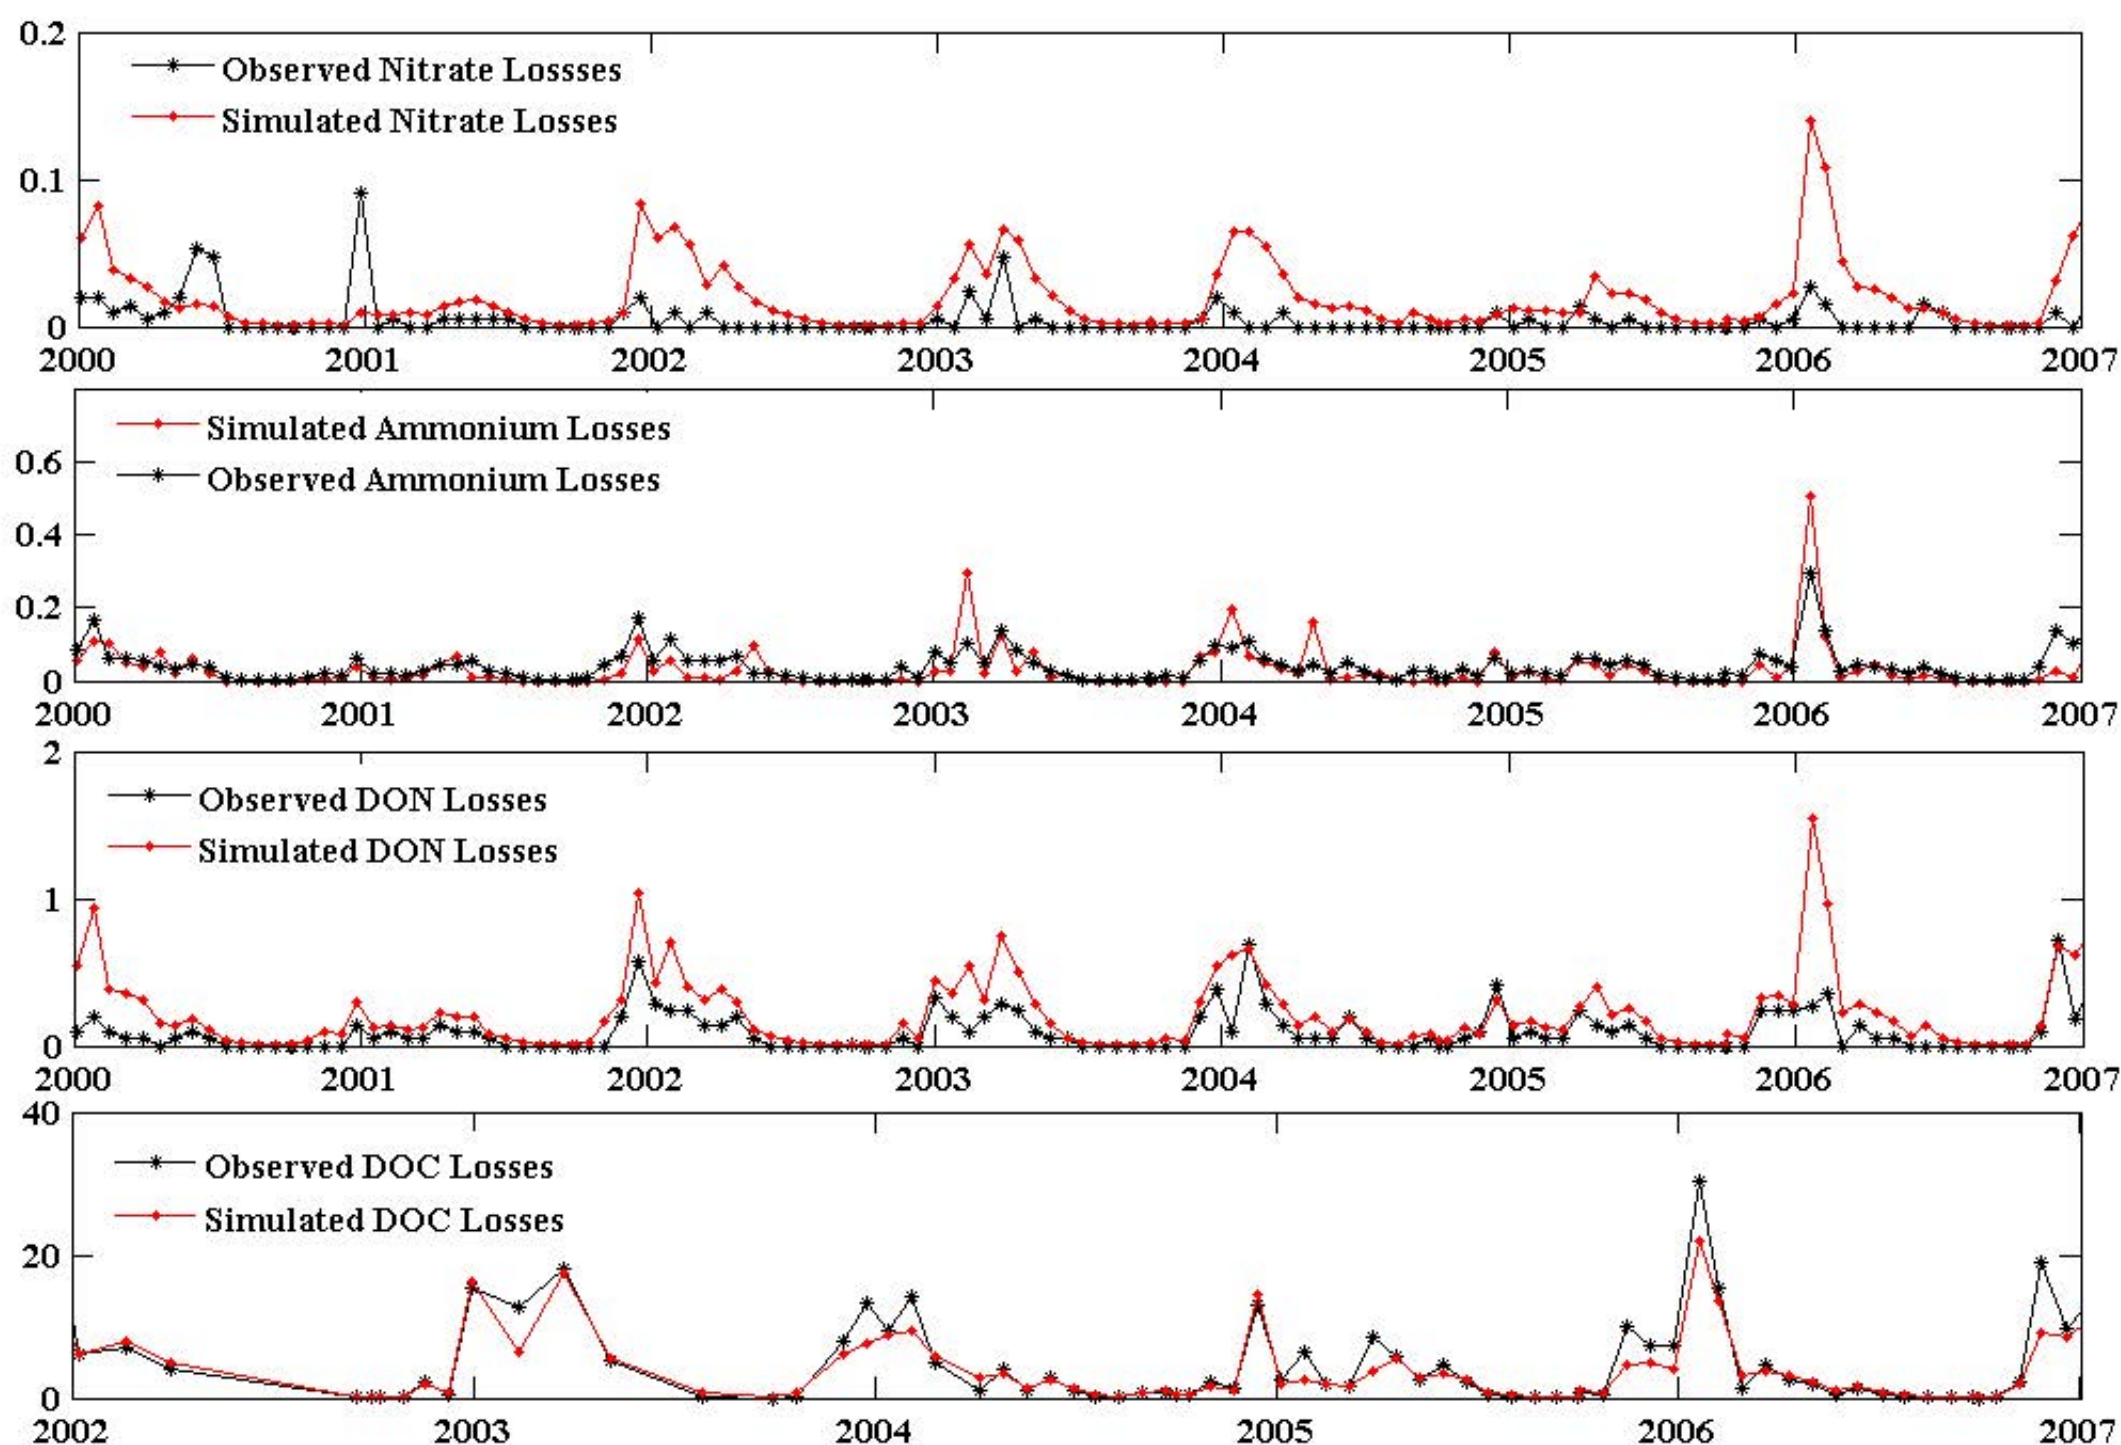 0.2
Observed Nitrate Lossses
Simulated Nitrate Losses
0.1
0
2000 2001 2002 2003 2004 2005 2006 2007
Simulated Ammonium Losses
0.6
Observed Ammonium Losses
0.4
0.2
0
2000 2001 2002 2003 2004 2005 2006 2007
2
Observed DON Losses
Simulated DON Losses
1
0
2000 2001 2002 2003 2004 2005 2006 2007
40
Observed DOC Losses
Simulated DOC Losses
20
0
2002 2003 2004 2005 2006 2007